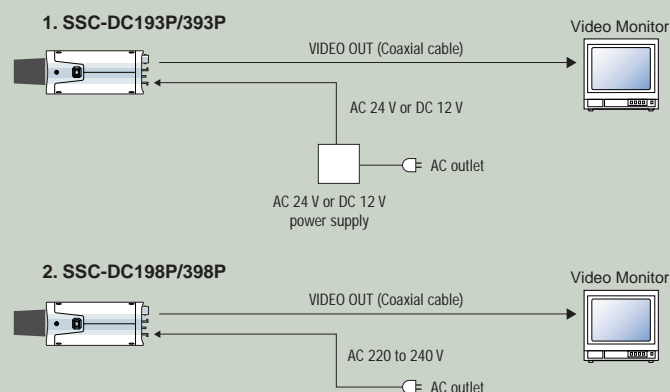 1. SSC-DC193P/393P
Video Monitor
VIDEO OUT (Coaxial cable)
AC 24 V or DC 12 V
AC outlet
AC 24 V or DC 12 V
power supply
2. SSC-DC198P/398P
Video Monitor
VIDEO OUT (Coaxial cable)
AC 220 to 240 V
AC outlet